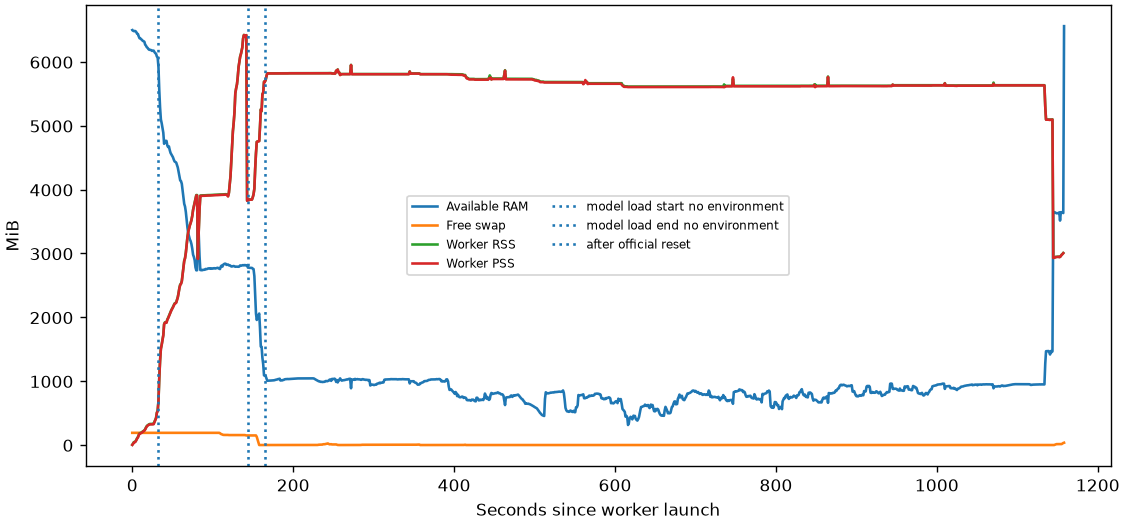 6000
5000
4000
3000
2000
1000
0
MiB
Available RAM
Free swap
Worker RSS
Worker PSS
model load start no environment
model load end no environment
after official reset
0 200 400 600 800 1000 1200
Seconds since worker launch